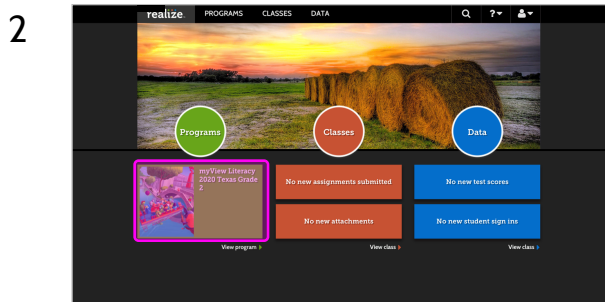 2
realize. PROGRAMS CLASSES DATA ?
Programs
Classes
Data
myView Literacy
2020 Texas Grade
2
No new assignments submitted
No new test scores
No new attachments
No new student sign ins
View program
View class
View class